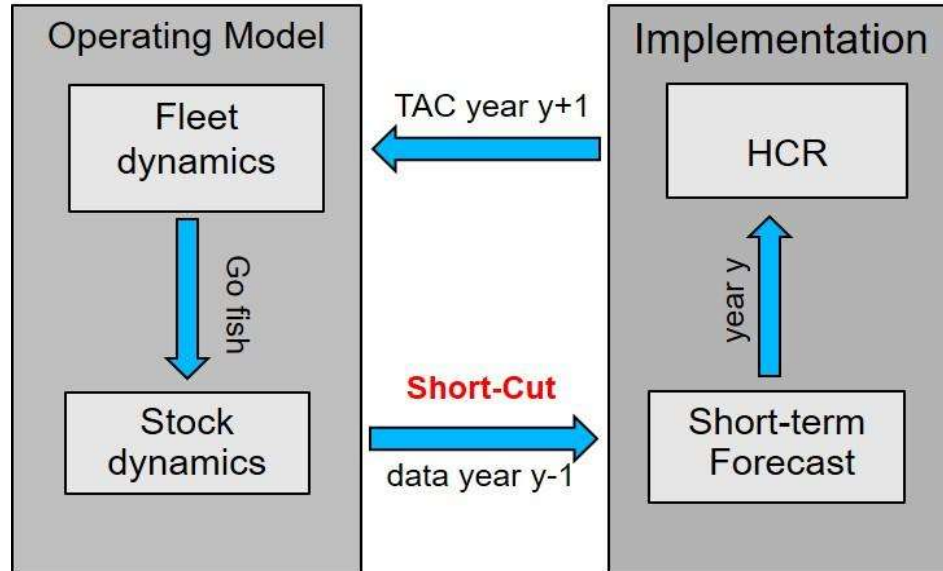 Operating Model
Fleet
dynamics
Go fish
Stock
dynamics
TAC year y+1
Short-Cut
data year y-1
Implementation
HCR
year y
Short-term
Forecast